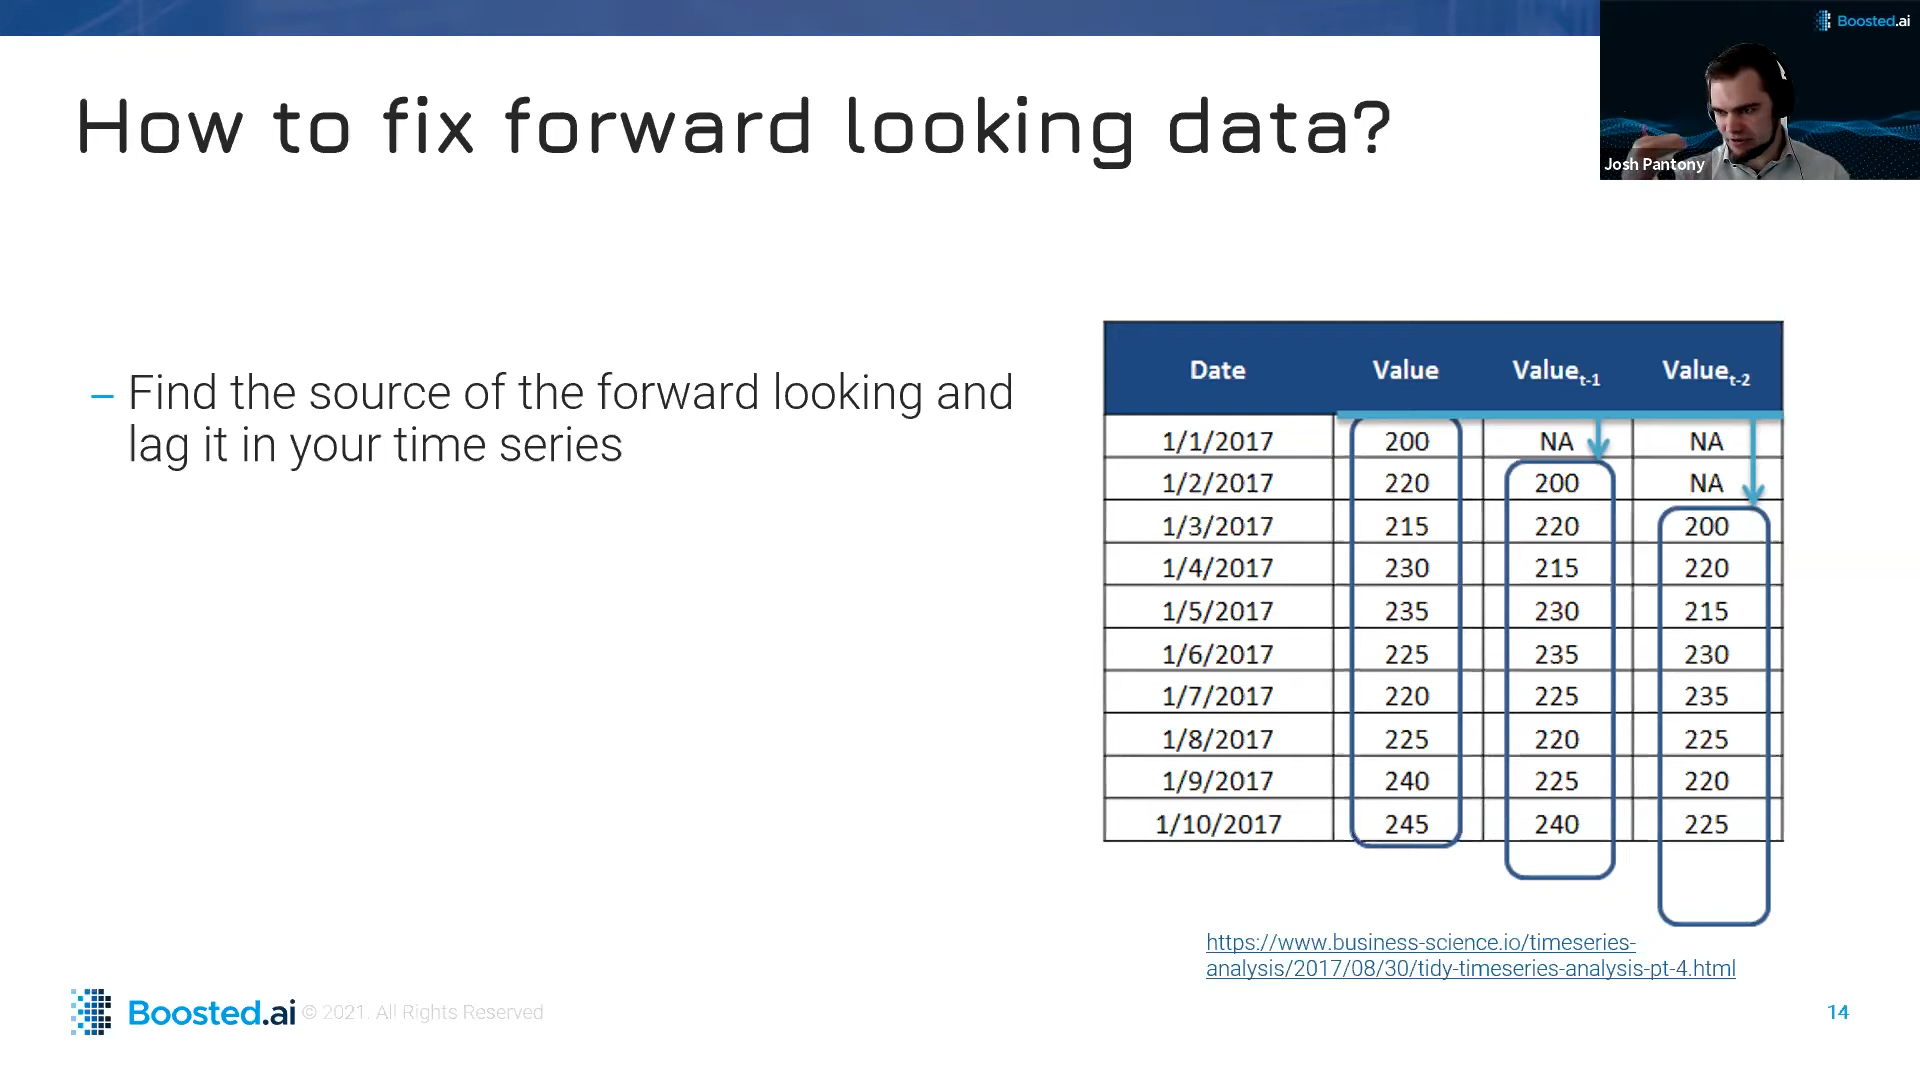 Boosted.ai
Josh Pantony
How to fix forward looking data?
– Find the source of the forward looking and
lag it in your time series
Date Value Valuet-1 Valuet-2
1/1/2017 200 NA NA
1/2/2017 220 200 NA
1/3/2017 215 220 200
1/4/2017 230 215 220
1/5/2017 235 230 215
1/6/2017 225 235 230
1/7/2017 220 225 235
1/8/2017 225 220 225
1/9/2017 240 225 220
1/10/2017 245 240 225
https://www.business-science.io/timeseries-
analysis/2017/08/30/tidy-timeseries-analysis-pt-4.html
Boosted.ai © 2021. All Rights Reserved
14